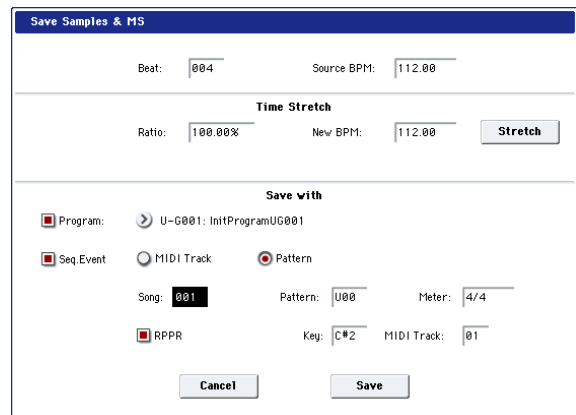 Save Samples & MS
Beat: 004 Source BPM: 112.00
Time Stretch
Ratio: 100.00% New BPM: 112.00 Stretch
Save with
Program: U-G001: InitProgramUG001
Seq.Event MIDI Track Pattern
Song: 001 Pattern: U00 Meter: 4/4
RPPR Key: C#2 MIDI Track: 01
Cancel Save